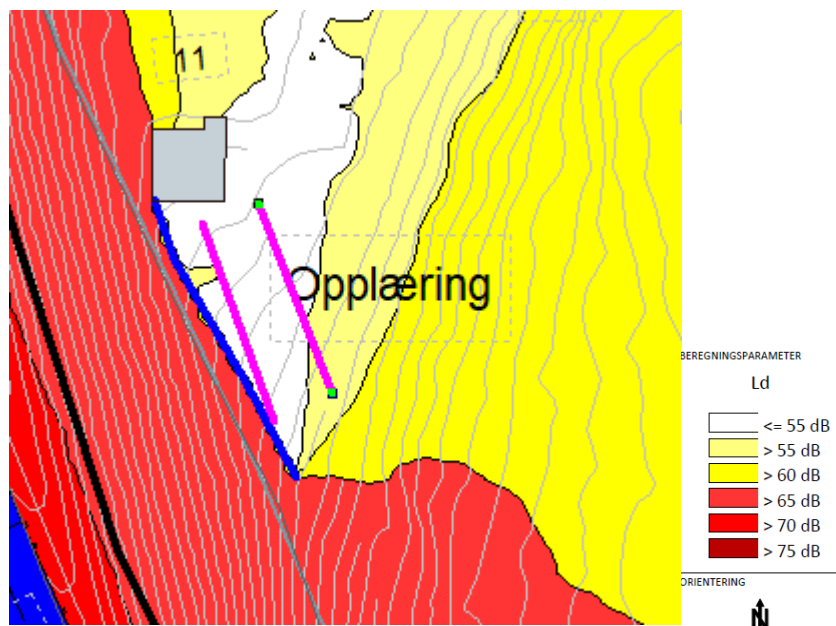 11
Opplæring
BEREGNINGSPARAMETER
Ld
<= 55 dB
> 55 dB
> 60 dB
> 65 dB
> 70 dB
> 75 dB
ORIENTERING
N